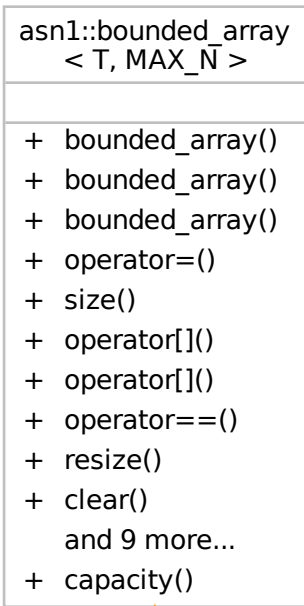 asn1::bounded_array
< T, MAX_N >
+ bounded_array()
+ bounded_array()
+ bounded_array()
+ operator=()
+ size()
+ operator[]()
+ operator[]()
+ operator==()
+ resize()
+ clear()
and 9 more...
+ capacity()